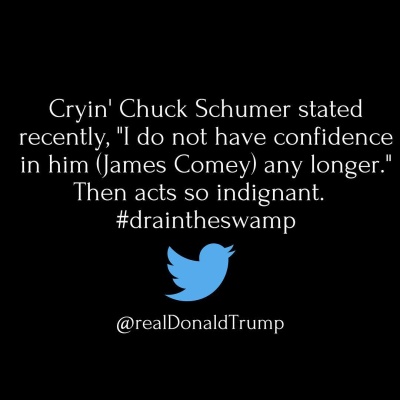 Cryin' Chuck Schumer stated
recently, "I do not have confidence
in him (James Comey) any longer."
Then acts so indignant.
#draintheswamp
@realDonaldTrump